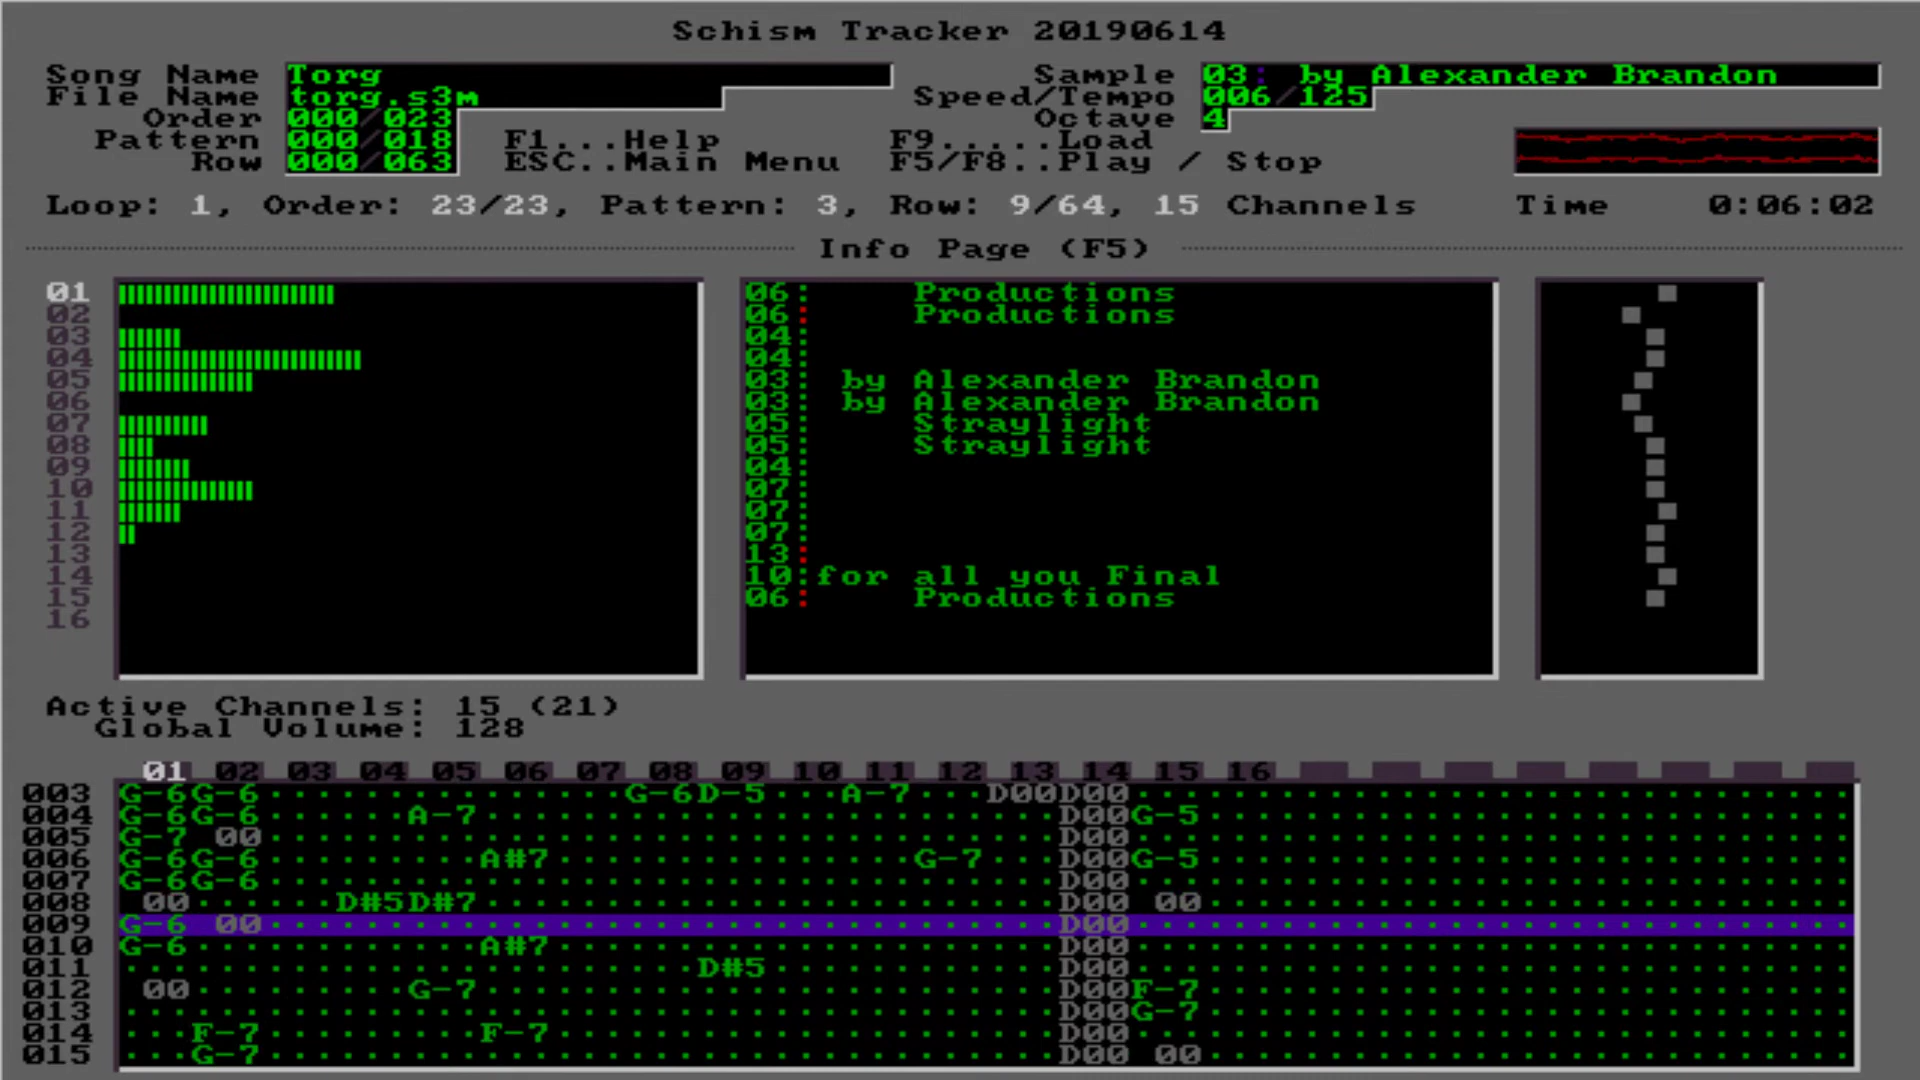 Schism Tracker 20190614
Song Name Torg
Sample 03: by Alexander Brandon
File Name torg.s3m
Speed/Tempo 006/125
Order 000/023
Octave 4
Pattern 000/018 F1...Help F9.....Load
Row 000/063 ESC..Main Menu F5/F8..Play / Stop
Loop: 1, Order: 23/23, Pattern: 3, Row: 9/64, 15 Channels Time 0:06:02
Info Page (F5)
01 06: Productions
02 06: Productions
03 04:
04 04:
05 03: by Alexander Brandon
06 03: by Alexander Brandon
07 05: Straylight
08 05: Straylight
09 04:
10 07:
11 07:
12 07:
13 13:
14 10:for all you Final
15 06: Productions
16
Active Channels: 15 (21)
Global Volume: 128
01 02 03 04 05 06 07 08 09 10 11 12 13 14 15 16
003 G-6G-6 G-6D-5 A-7 D00D00
004 G-6G-6 A-7 D00G-5
005 G-7 00 D00
006 G-6G-6 A#7 G-7 D00G-5
007 G-6G-6 D00
008 00 D#5D#7 D00 00
009 G-6 00 D00
010 G-6 A#7 D00
011 D#5 D00
012 00 G-7 D00F-7
013 D00G-7
014 F-7 F-7 D00
015 G-7 D00 00